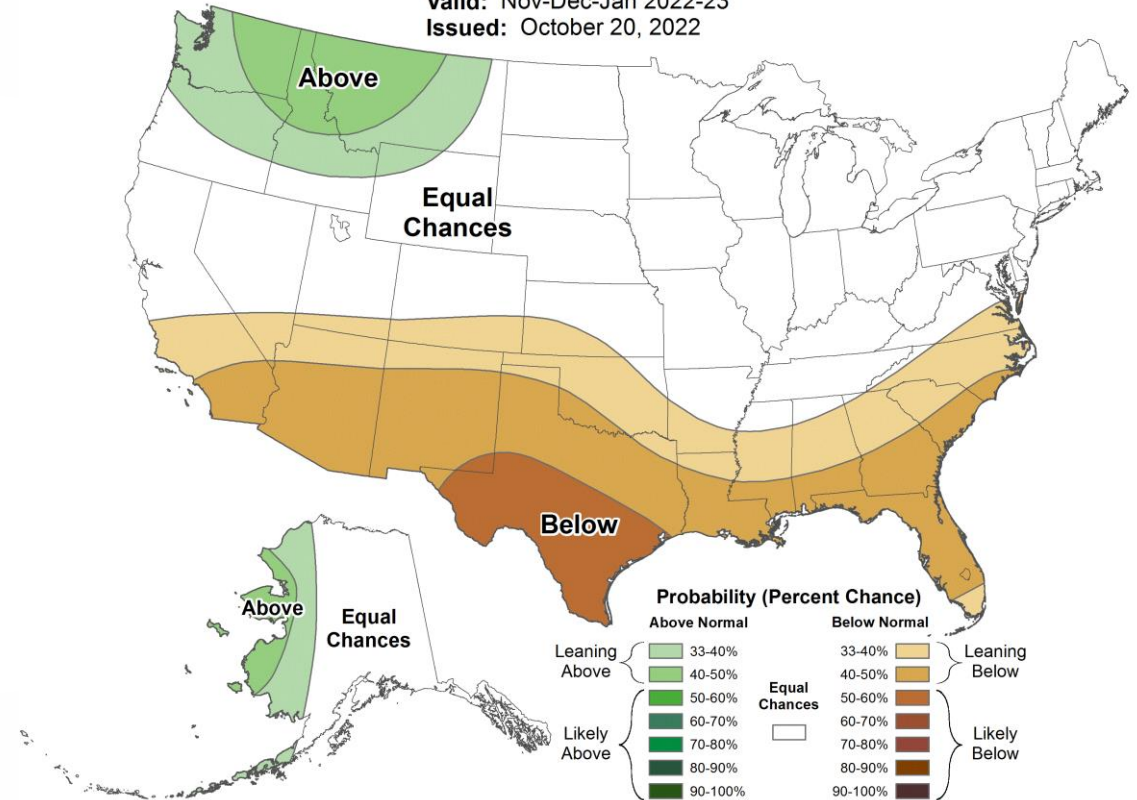 Valid: Nov-Dec-Jan 2022-23
Issued: October 20, 2022
Above
Equal
Chances
Below
Above
Equal
Chances
Probability (Percent Chance)
Above Normal
Below Normal
Leaning
Above
33-40%
40-50%
50-60%
60-70%
70-80%
80-90%
90-100%
Likely
Above
Equal
Chances
33-40%
40-50%
50-60%
60-70%
70-80%
80-90%
90-100%
Leaning
Below
Likely
Below